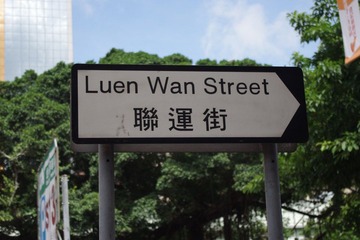 Luen Wan Street
聯運街